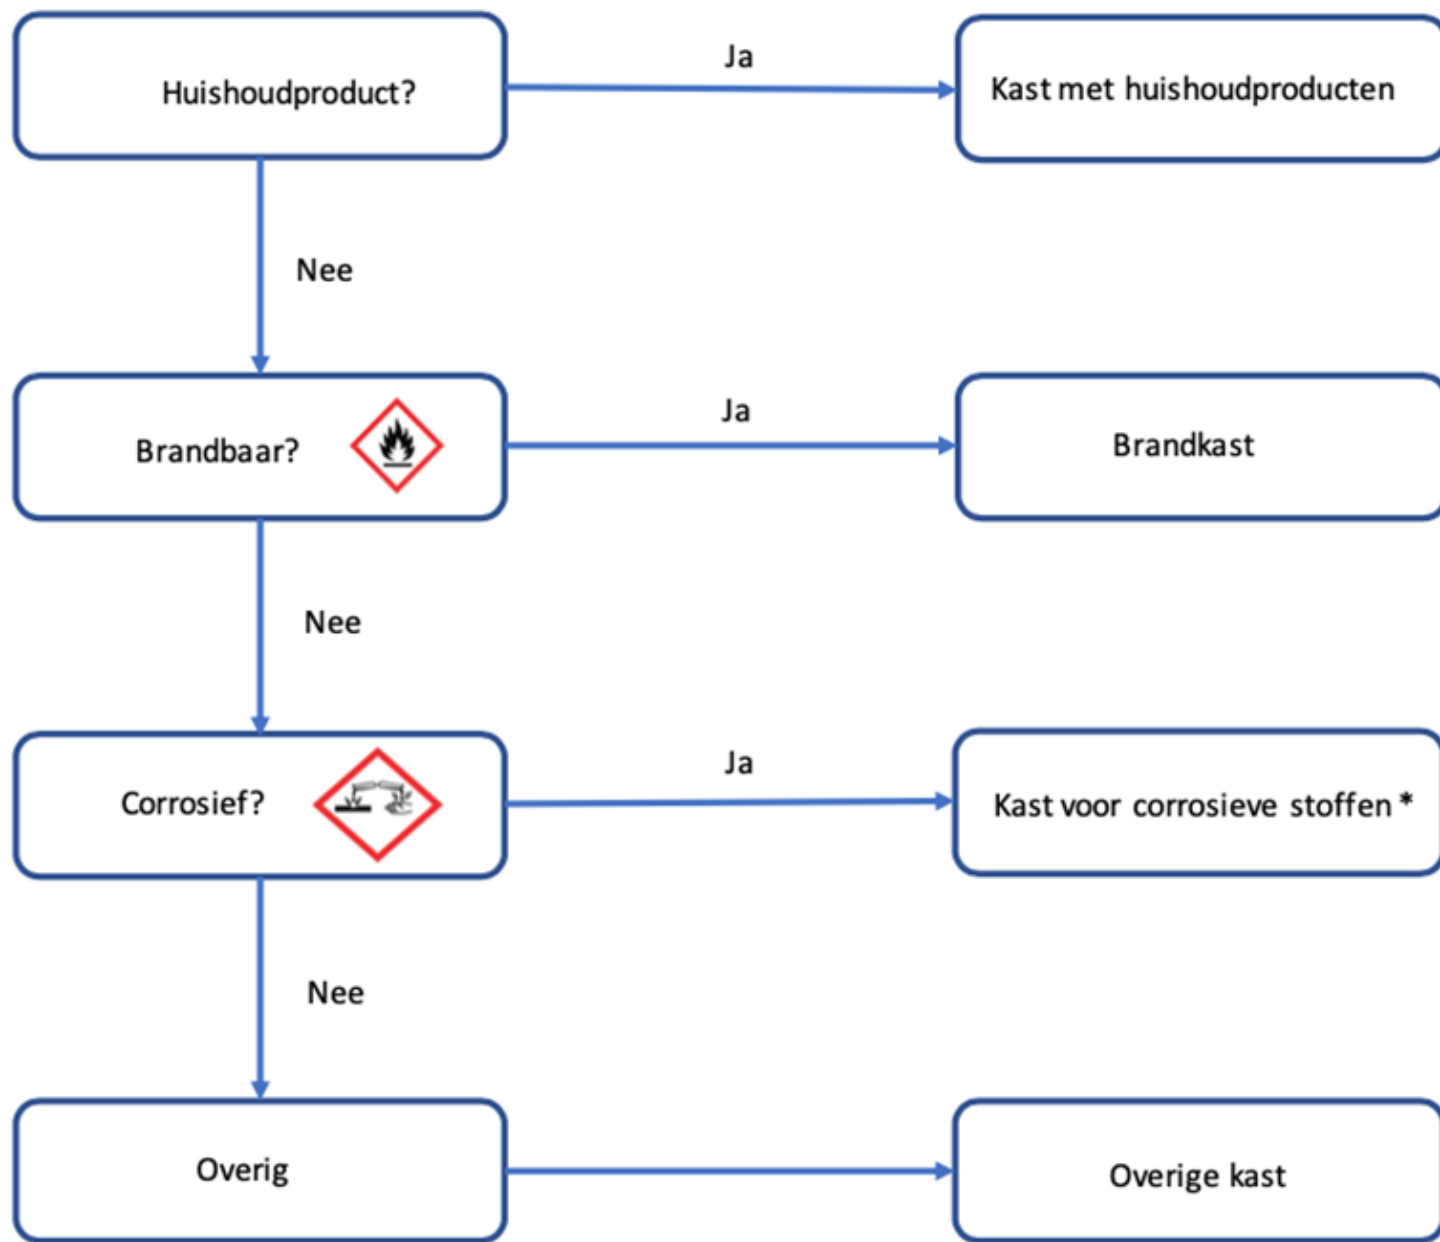 Huishoudproduct?
Ja
Kast met huishoudproducten
Nee
Brandbaar?
Ja
Brandkast
Nee
Corrosief?
Ja
Kast voor corrosieve stoffen *
Nee
Overig
Overige kast